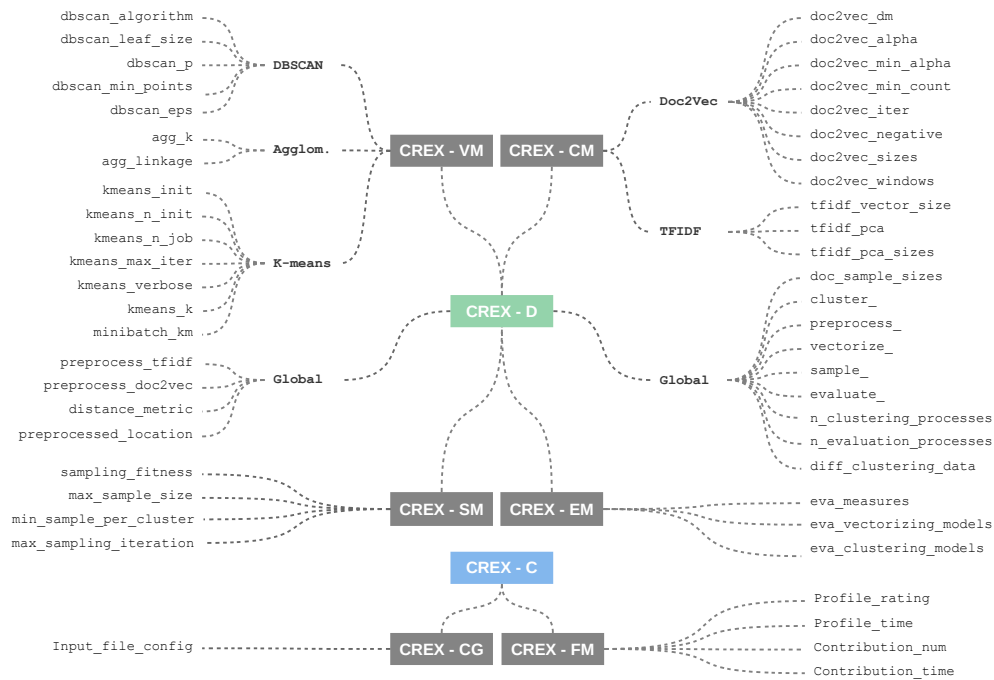 dbscan_algorithm
dbscan_leaf_size
dbscan_p
dbscan_min_points
dbscan_eps
DBSCAN
agg_k
agg_linkage
Agglom.
kmeans_init
kmeans_n_init
kmeans_n_job
kmeans_max_iter
kmeans_verbose
kmeans_k
minibatch_km
K-means
CREX - VM
CREX - CM
Doc2Vec
doc2vec_dm
doc2vec_alpha
doc2vec_min_alpha
doc2vec_min_count
doc2vec_iter
doc2vec_negative
doc2vec_sizes
doc2vec_windows
TFIDF
tfidf_vector_size
tfidf_pca
tfidf_pca_sizes
CREX - D
preprocess_tfidf
preprocess_doc2vec
distance_metric
preprocessed_location
Global
Global
doc_sample_sizes
cluster_
preprocess_
vectorize_
sample_
evaluate_
n_clustering_processes
n_evaluation_processes
diff_clustering_data
sampling_fitness
max_sample_size
min_sample_per_cluster
max_sampling_iteration
CREX - SM
CREX - EM
eva_measures
eva_vectorizing_models
eva_clustering_models
CREX - C
Input_file_config
CREX - CG
CREX - FM
Profile_rating
Profile_time
Contribution_num
Contribution_time